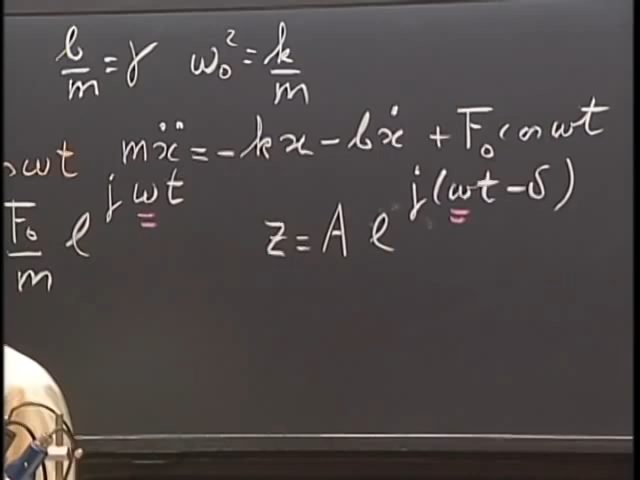 b/m = γ ω₀² = k/m
mẍ = -kx - bẋ + F₀ cos ωt
ωt
F₀/m e^{jωt} z = A e^{j(ωt - δ)}